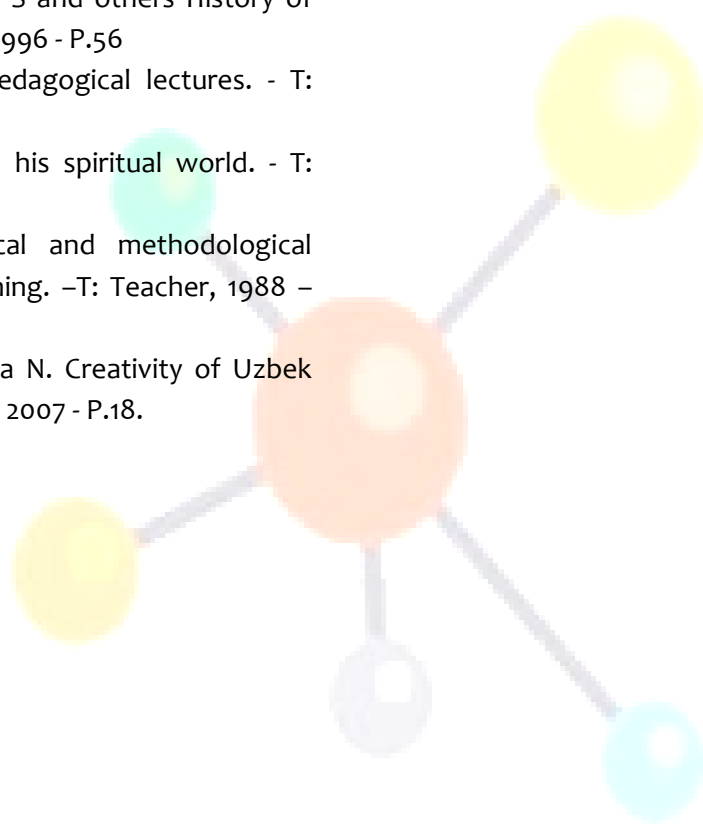 S and others History of
996 - P.56
edagogical lectures. - T:
his spiritual world. - T:
cal and methodological
ning. –T: Teacher, 1988 –
a N. Creativity of Uzbek
2007 - P.18.